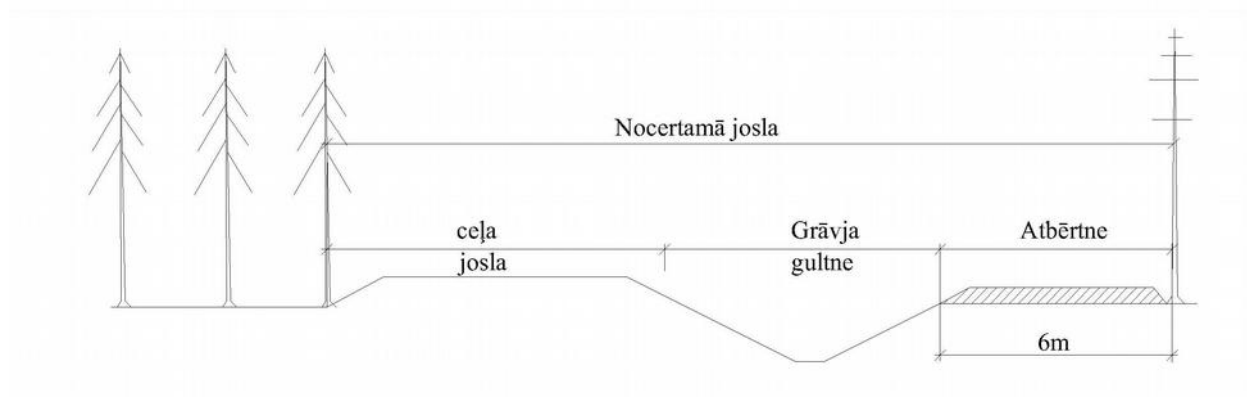 Nocertamā josla
ceļa
josla
Grāvja
gultne
Atbērtne
6m